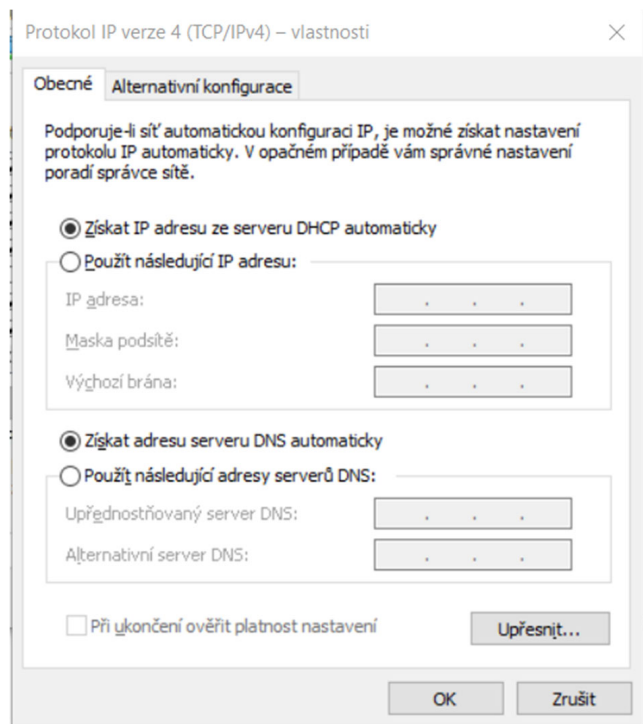 Protokol IP verze 4 (TCP/IPv4) – vlastnosti
Obecné
Alternativní konfigurace
Podporuje-li síť automatickou konfiguraci IP, je možné získat nastavení
protokolu IP automaticky. V opačném případě vám správné nastavení
poradí správce sítě.
Získat IP adresu ze serveru DHCP automaticky
Použít následující IP adresu:
IP adresa:
Maska podsítě:
Výchozí brána:
Získat adresu serveru DNS automaticky
Použít následující adresy serverů DNS:
Upřednostňovaný server DNS:
Alternativní server DNS:
Při ukončení ověřit platnost nastavení
Upřesnit...
OK
Zrušit